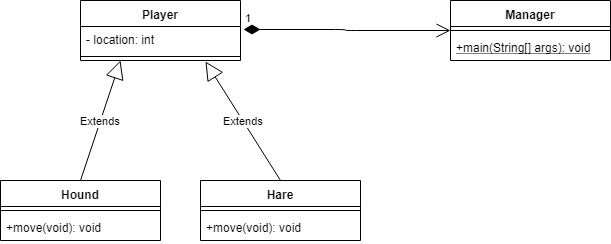 Player
- location: int
1
Manager
+main(String[] args): void
Extends
Extends
Hound
+move(void): void
Hare
+move(void): void